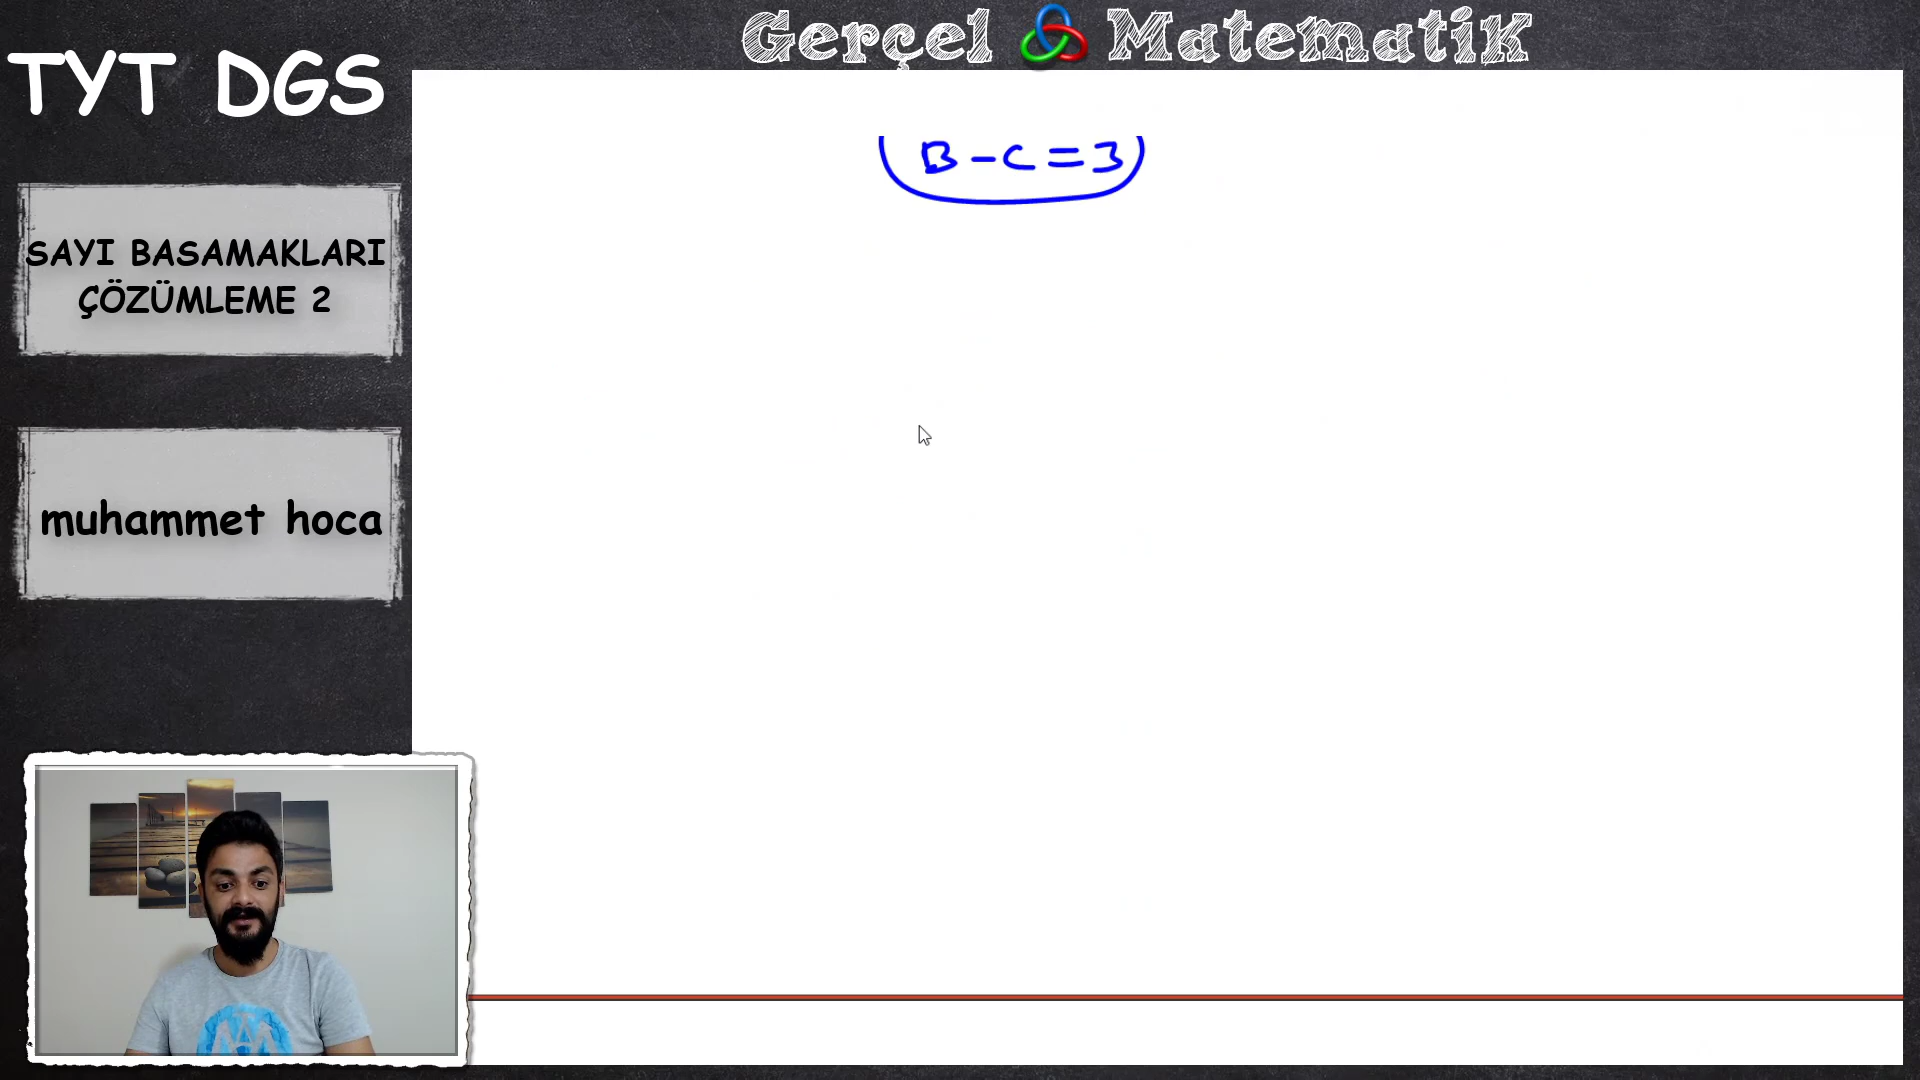 Gerçel Matematik
TYT DGS
B-C=3
SAYI BASAMAKLARI
ÇÖZÜMLEME 2
muhammet hoca